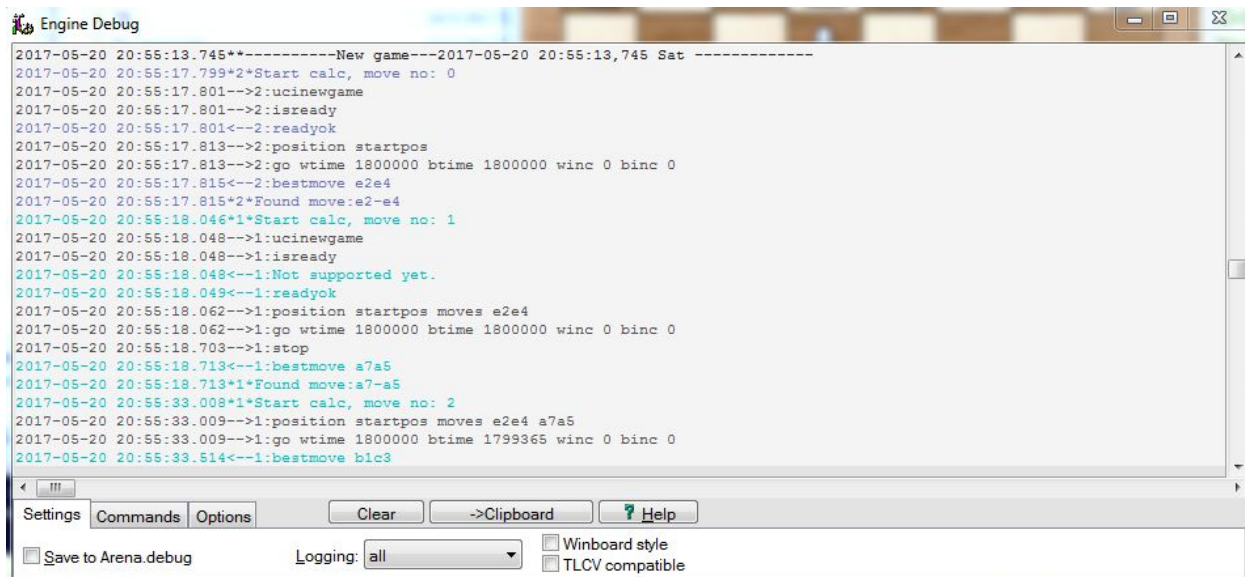 Engine Debug
2017-05-20 20:55:13.745**----------New game---2017-05-20 20:55:13,745 Sat -------------
2017-05-20 20:55:17.799*2*Start calc, move no: 0
2017-05-20 20:55:17.801-->2:ucinewgame
2017-05-20 20:55:17.801-->2:isready
2017-05-20 20:55:17.801<--2:readyok
2017-05-20 20:55:17.813-->2:position startpos
2017-05-20 20:55:17.813-->2:go wtime 1800000 btime 1800000 winc 0 binc 0
2017-05-20 20:55:17.815<--2:bestmove e2e4
2017-05-20 20:55:17.815*2*Found move:e2-e4
2017-05-20 20:55:18.046*1*Start calc, move no: 1
2017-05-20 20:55:18.048-->1:ucinewgame
2017-05-20 20:55:18.048-->1:isready
2017-05-20 20:55:18.048<--1:Not supported yet.
2017-05-20 20:55:18.049<--1:readyok
2017-05-20 20:55:18.062-->1:position startpos moves e2e4
2017-05-20 20:55:18.062-->1:go wtime 1800000 btime 1800000 winc 0 binc 0
2017-05-20 20:55:18.703-->1:stop
2017-05-20 20:55:18.713<--1:bestmove a7a5
2017-05-20 20:55:18.713*1*Found move:a7-a5
2017-05-20 20:55:33.008*1*Start calc, move no: 2
2017-05-20 20:55:33.009-->1:position startpos moves e2e4 a7a5
2017-05-20 20:55:33.009-->1:go wtime 1800000 btime 1799365 winc 0 binc 0
2017-05-20 20:55:33.514<--1:bestmove b1c3
Settings Commands Options Clear ->Clipboard ? Help
Save to Arena.debug Logging: all Winboard style
TLCV compatible